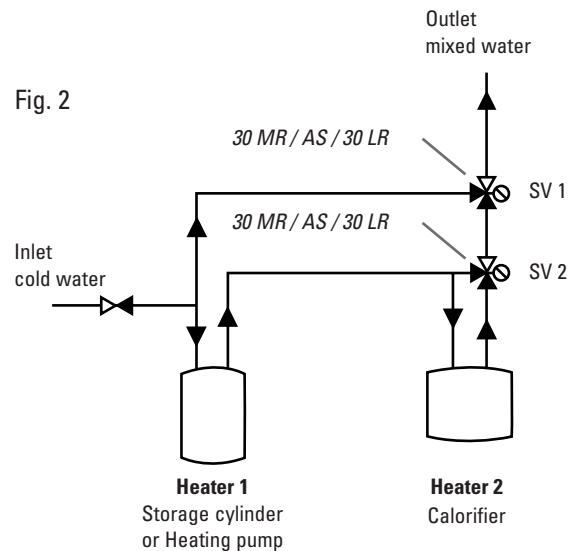 Outlet
mixed water
Fig. 2
30 MR / AS / 30 LR
SV 1
30 MR / AS / 30 LR
Inlet
cold water
SV 2
Heater 1
Storage cylinder
or Heating pump
Heater 2
Calorifier